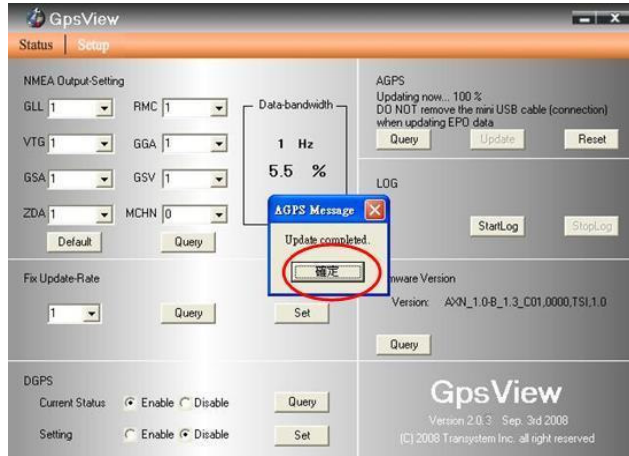 GpsView
Status Setup
NMEA Output-Setting
GLL 1 RMC 1
VTG 1 GGA 1
GSA 1 GSV 1
ZDA 1 MCHN 0
Default Query
Data-bandwidth
1 Hz
5.5 %
AGPS
Updating now... 100 %
DO NOT remove the mini USB cable (connection)
when updating EPO data
Query Update Reset
LOG
StartLog StopLog
AGPS Message
Update completed.
確定
Fix Update-Rate
1 Query Set
mware Version
Version: AXN_1.0-B_1.3_C01,0000,TSI,1.0
Query
DGPS
Current Status Enable Disable Query
Setting Enable Disable Set
GpsView
Version 2.0.3 Sep. 3rd 2008
(C) 2008 Transystem Inc. all right reserved